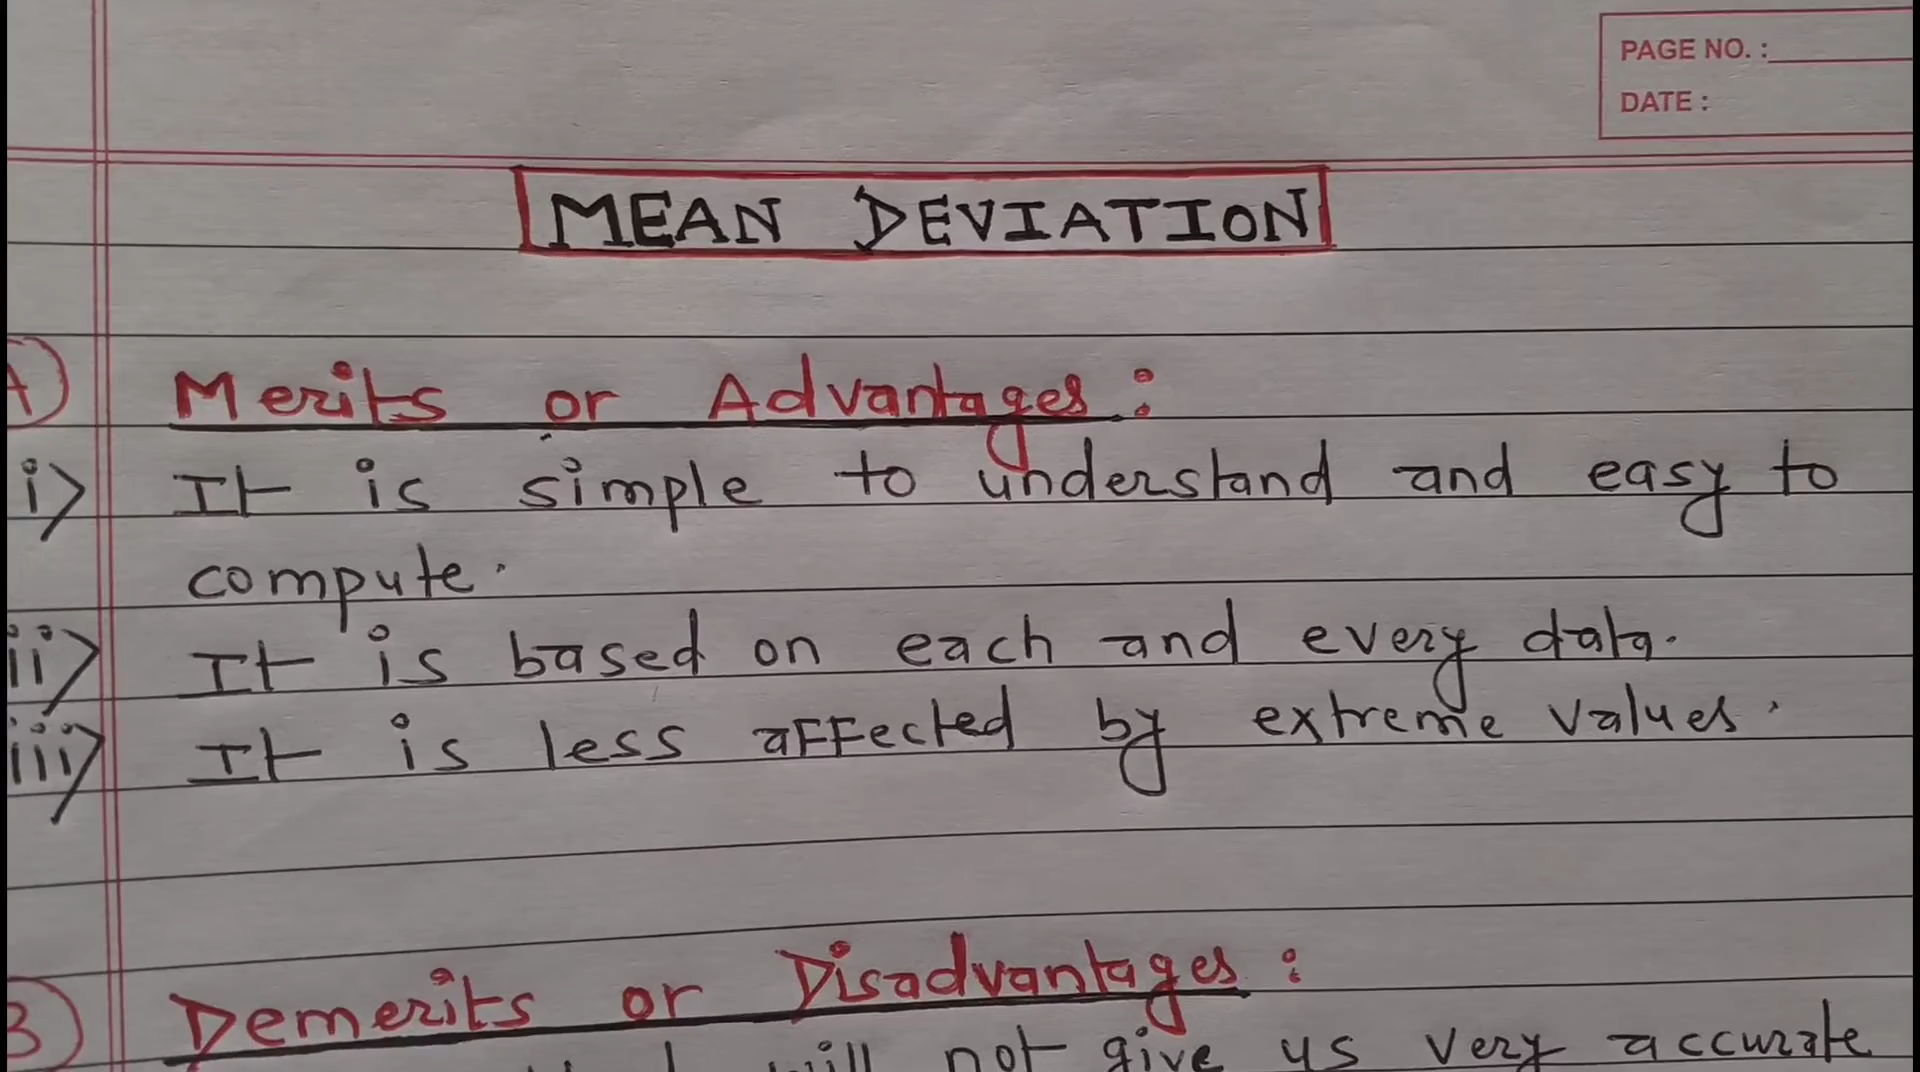 PAGE NO. :
DATE :
MEAN DEVIATION
A) Merits or Advantages :
i) It is simple to understand and easy to
compute.
ii) It is based on each and every data.
iii) It is less affected by extreme values.
B) Demerits or Disadvantages :
will not give us very accurate